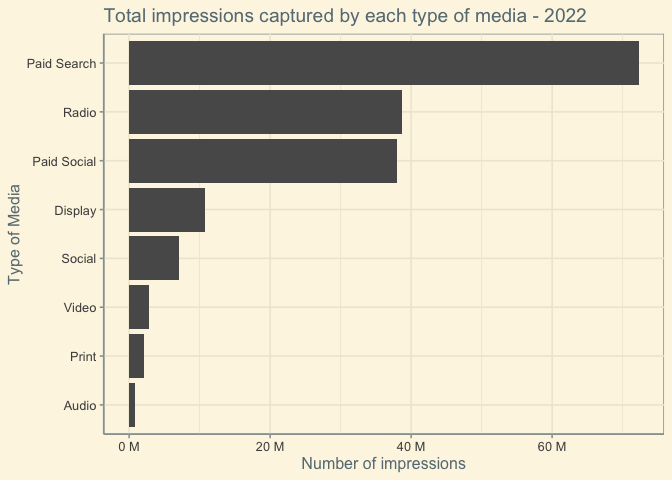 Total impressions captured by each type of media - 2022
Type of Media
Paid Search
Radio
Paid Social
Display
Social
Video
Print
Audio
0 M
20 M
40 M
60 M
Number of impressions